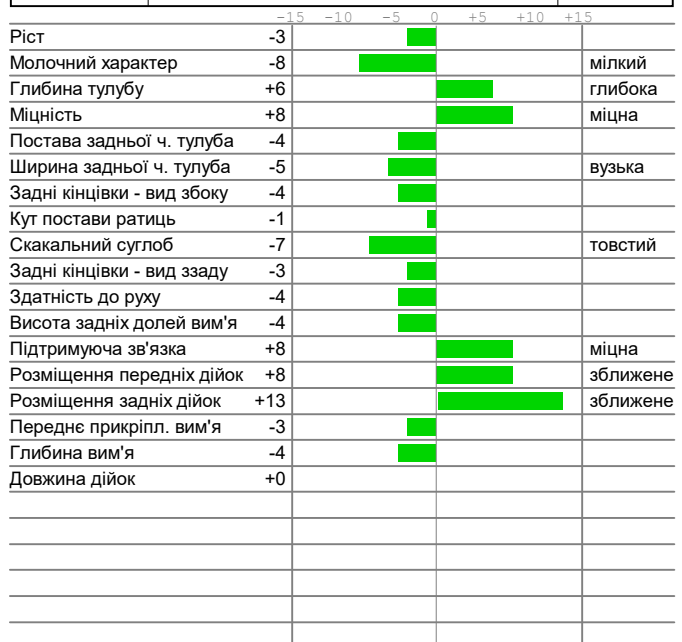 -15 -10 -5 0 +5 +10 +15
Ріст -3
Молочний характер -8 мілкий
Глибина тулубу +6 глибока
Міцність +8 міцна
Постава задньої ч. тулуба -4
Ширина задньої ч. тулуба -5 вузька
Задні кінцівки - вид збоку -4
Кут постави ратиць -1
Скакальний суглоб -7 товстий
Задні кінцівки - вид ззаду -3
Здатність до руху -4
Висота задніх долей вим'я -4
Підтримуюча зв'язка +8 міцна
Розміщення передніх дійок +8 зближене
Розміщення задніх дійок +13 зближене
Переднє прикріпл. вим'я -3
Глибина вим'я -4
Довжина дійок +0